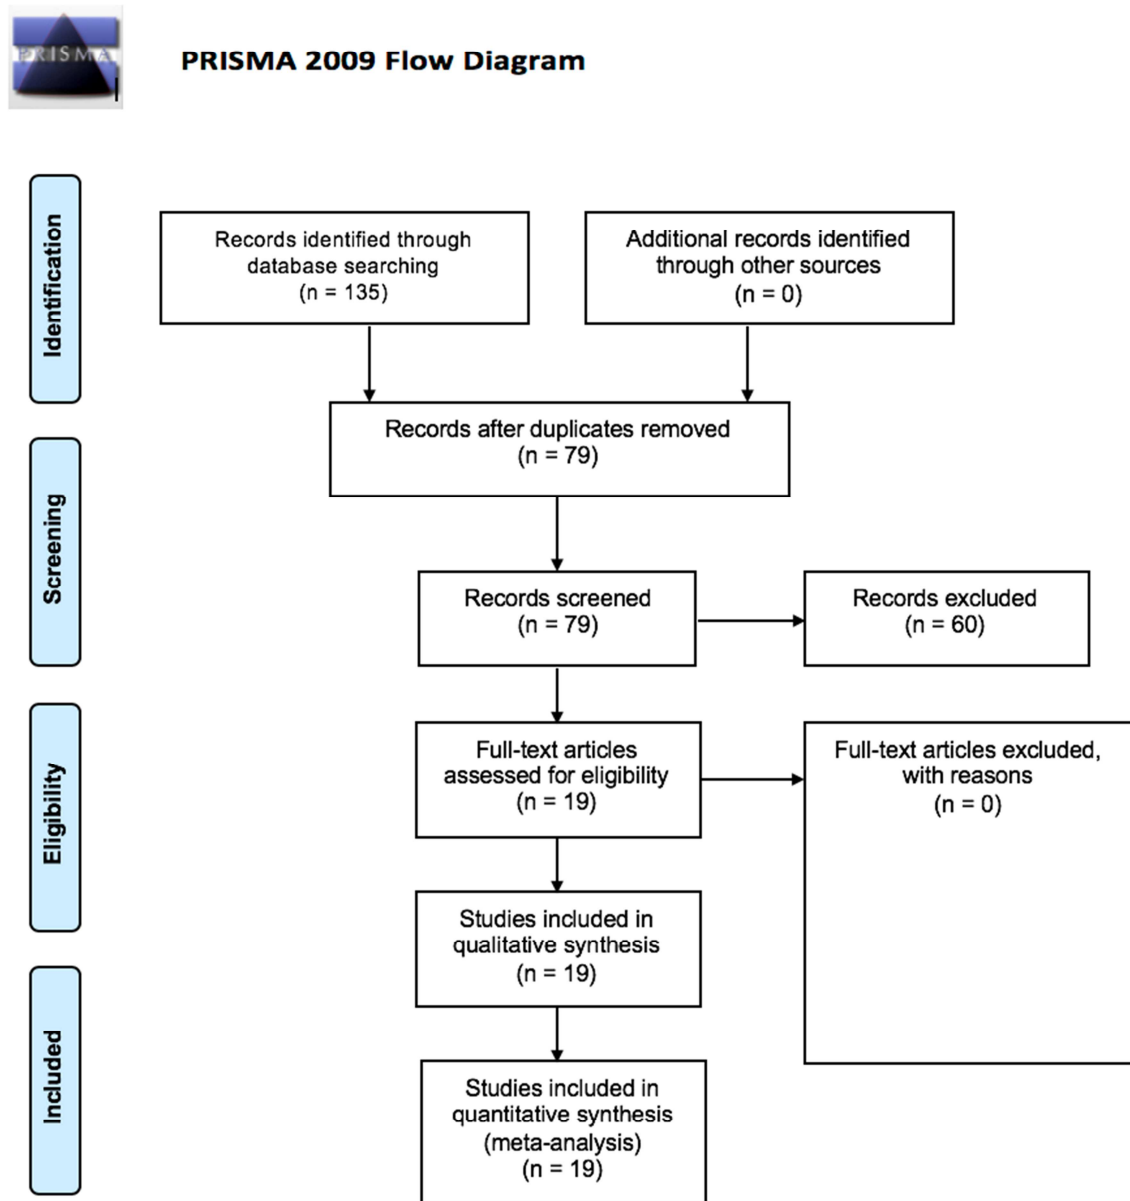 PRISMA
PRISMA 2009 Flow Diagram
Identification
Records identified through
database searching
(n = 135)
Additional records identified
through other sources
(n = 0)
Records after duplicates removed
(n = 79)
Screening
Records screened
(n = 79)
Records excluded
(n = 60)
Eligibility
Full-text articles
assessed for eligibility
(n = 19)
Full-text articles excluded,
with reasons
(n = 0)
Studies included in
qualitative synthesis
(n = 19)
Included
Studies included in
quantitative synthesis
(meta-analysis)
(n = 19)